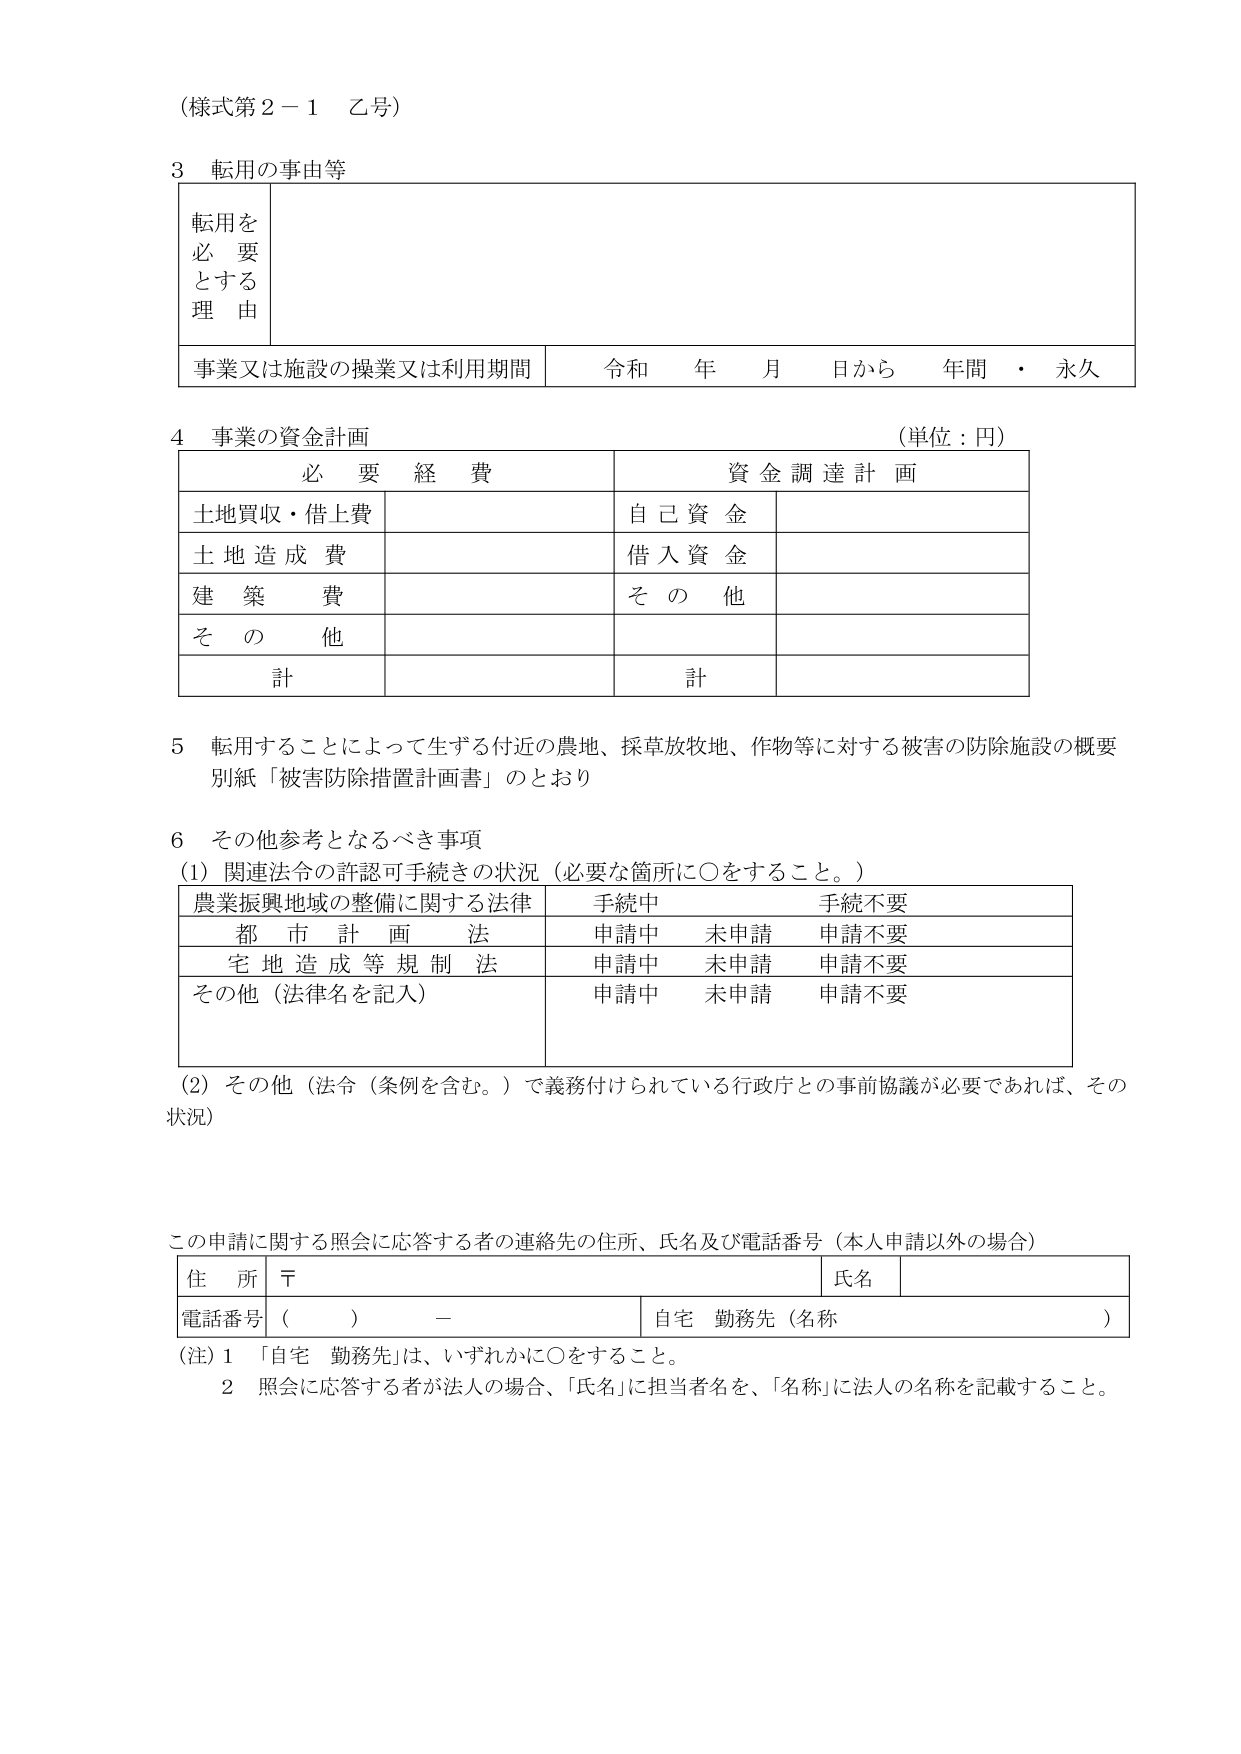 （様式第２－１　乙号）
３　転用の事由等
転用を
必　要
とする
理　由
事業又は施設の操業又は利用期間　令和　　年　　月　　日から　　年間　・　永久
４　事業の資金計画　（単位：円）
必　要　経　費　資 金 調 達 計 画
土地買収・借上費　自 己 資 金
土 地 造 成 費　借 入 資 金
建　築　費　そ の 他
そ　の　他
計　計
５　転用することによって生ずる付近の農地、採草放牧地、作物等に対する被害の防除施設の概要
別紙「被害防除措置計画書」のとおり
６　その他参考となるべき事項
（1）関連法令の許認可手続きの状況（必要な箇所に○をすること。）
農業振興地域の整備に関する法律　手続中　手続不要
都　市　計　画　法　申請中　未申請　申請不要
宅 地 造 成 等 規 制 法　申請中　未申請　申請不要
その他（法律名を記入）　申請中　未申請　申請不要
（2）その他（法令（条例を含む。）で義務付けられている行政庁との事前協議が必要であれば、その
状況）
この申請に関する照会に応答する者の連絡先の住所、氏名及び電話番号（本人申請以外の場合）
住　所　〒　氏名
電話番号　（　　　）　　－　　自宅　勤務先（名称　　　）
（注）１　「自宅　勤務先」は、いずれかに○をすること。
２　照会に応答する者が法人の場合、「氏名」に担当者名を、「名称」に法人の名称を記載すること。